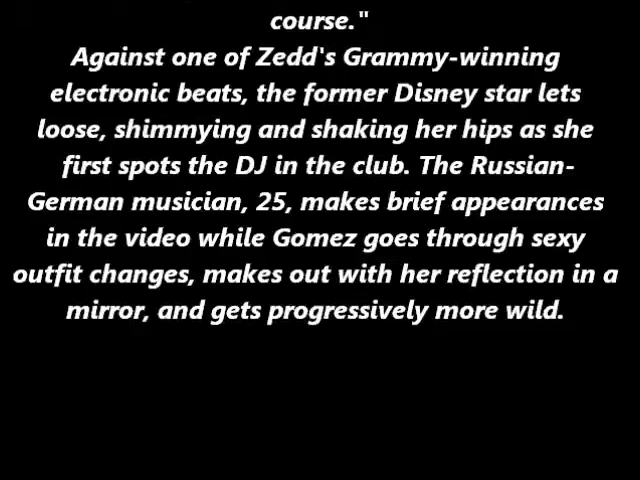 course."
Against one of Zedd's Grammy-winning
electronic beats, the former Disney star lets
loose, shimmying and shaking her hips as she
first spots the DJ in the club. The Russian-
German musician, 25, makes brief appearances
in the video while Gomez goes through sexy
outfit changes, makes out with her reflection in a
mirror, and gets progressively more wild.